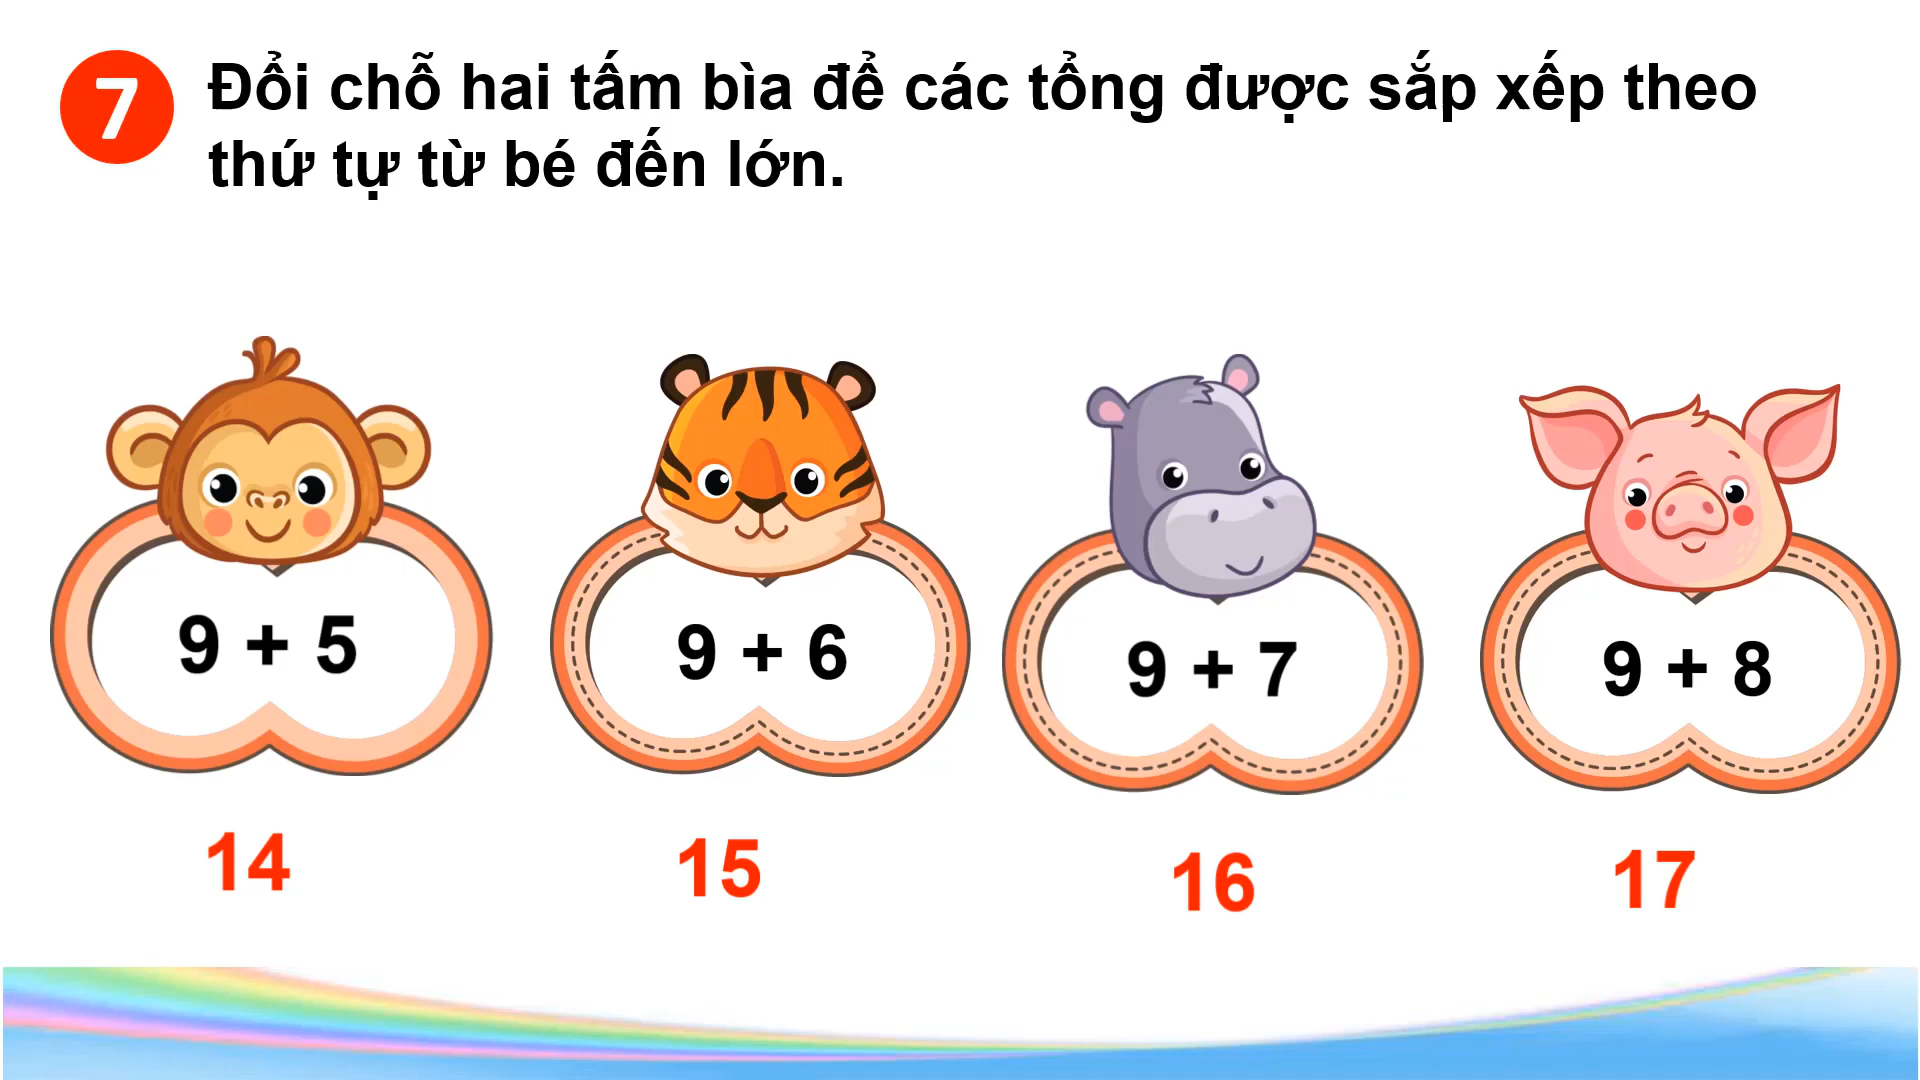 7
Đổi chỗ hai tấm bìa để các tổng được sắp xếp theo
thứ tự từ bé đến lớn.
9 + 5
9 + 6
9 + 7
9 + 8
14
15
16
17